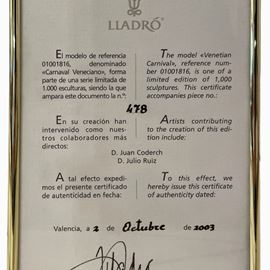 LLADRÓ®
El modelo de referencia
01001816, denominado
«Carnaval Veneciano», forma
parte de una serie limitada de
1.000 esculturas, siendo la que
ampara este documento la n.º:
The model «Venetian
Carnival», reference num-
ber 01001816, is one of a
limited edition of 1,000
sculptures. This certificate
accompanies piece no.:
478
En su creación han
intervenido como nues-
tros colaboradores más
directos:
Artists contributing
to the creation of this edi-
tion include:
D. Juan Coderch
D. Julio Ruiz
A tal efecto expedi-
mos el presente certificado
de autenticidad en fecha:
To this effect, we
hereby issue this certificate
of authenticity dated:
Valencia, a 2 de Octubre de 2003